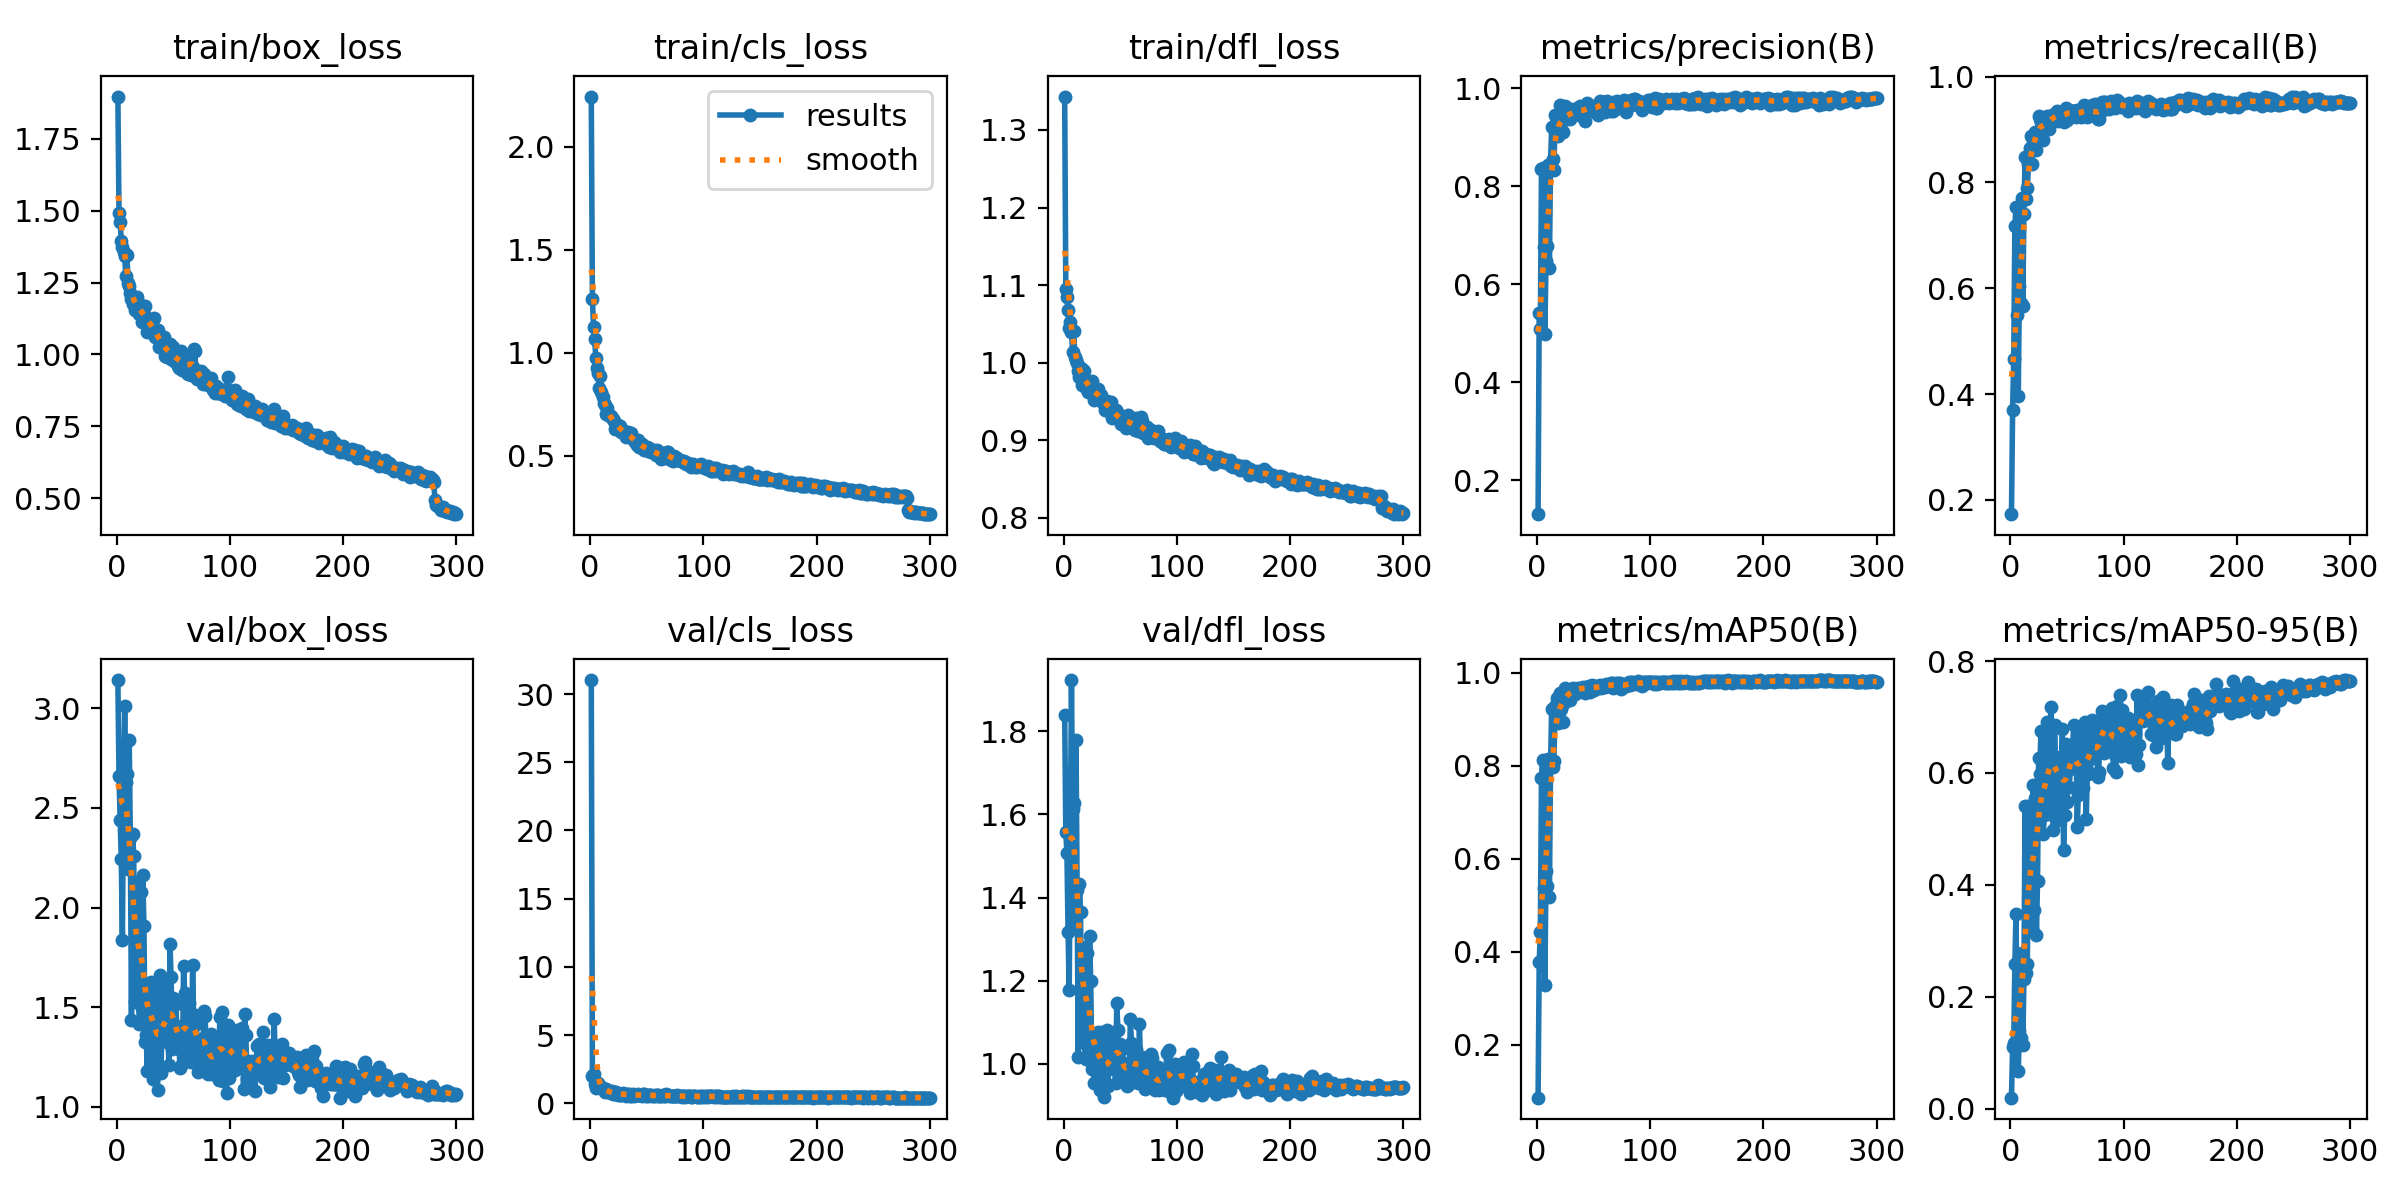 train/box_loss
1.75
1.50
1.25
1.00
0.75
0.50
0 100 200 300
train/cls_loss
results
smooth
2.0
1.5
1.0
0.5
0 100 200 300
train/dfl_loss
1.3
1.2
1.1
1.0
0.9
0.8
0 100 200 300
metrics/precision(B)
1.0
0.8
0.6
0.4
0.2
0 100 200 300
metrics/recall(B)
1.0
0.8
0.6
0.4
0.2
0 100 200 300
val/box_loss
3.0
2.5
2.0
1.5
1.0
0 100 200 300
val/cls_loss
30
25
20
15
10
5
0
0 100 200 300
val/dfl_loss
1.8
1.6
1.4
1.2
1.0
0 100 200 300
metrics/mAP50(B)
1.0
0.8
0.6
0.4
0.2
0 100 200 300
metrics/mAP50-95(B)
0.8
0.6
0.4
0.2
0.0
0 100 200 300